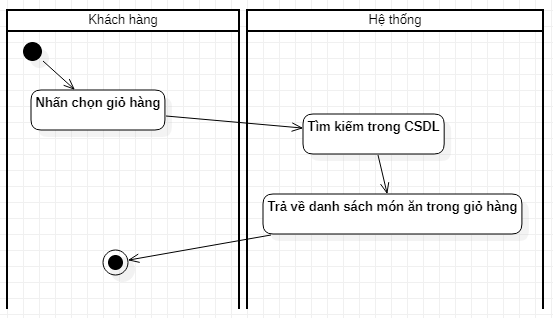 Khách hàng
Hệ thống
Nhấn chọn giỏ hàng
Tìm kiếm trong CSDL
Trả về danh sách món ăn trong giỏ hàng